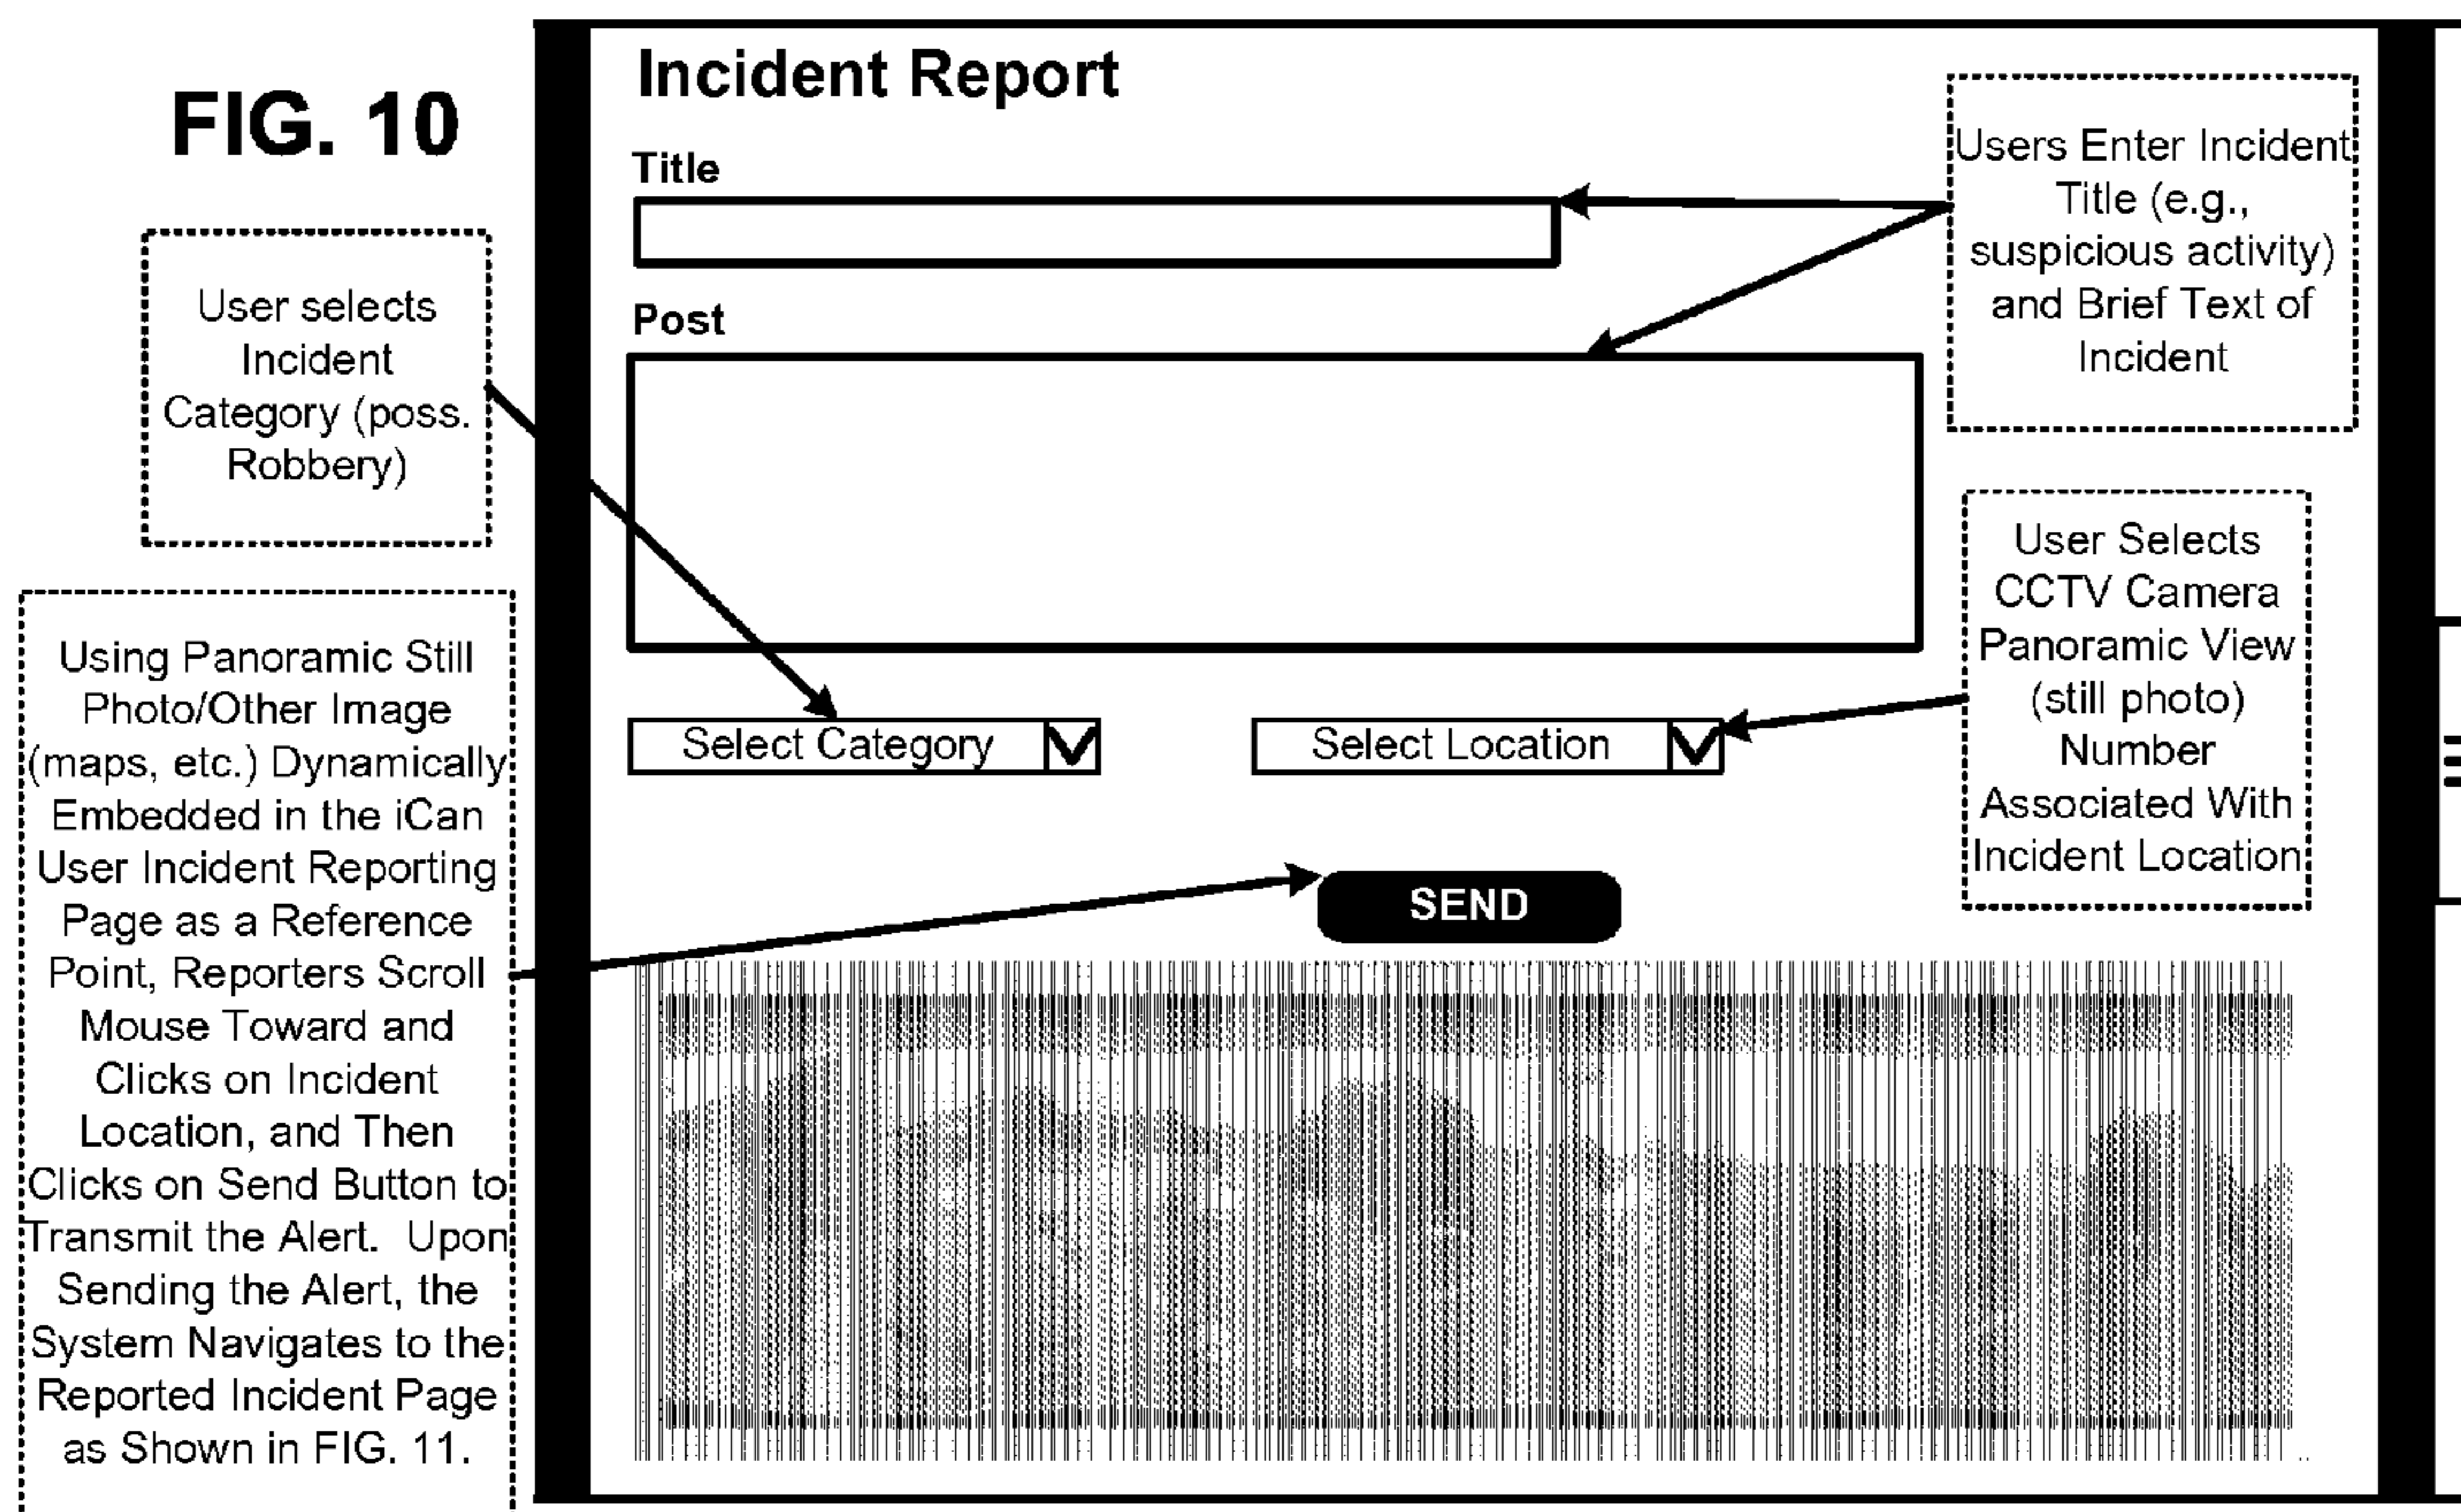 FIG. 10
Incident Report
Title
Post
Select Category
Select Location
SEND
User selects
Incident
Category (poss.
Robbery)
Using Panoramic Still
Photo/Other Image
(maps, etc.) Dynamically
Embedded in the iCan
User Incident Reporting
Page as a Reference
Point, Reporters Scroll
Mouse Toward and
Clicks on Incident
Location, and Then
Clicks on Send Button to
Transmit the Alert.  Upon
Sending the Alert, the
System Navigates to the
Reported Incident Page
as Shown in FIG. 11.
Users Enter Incident
Title (e.g.,
suspicious activity)
and Brief Text of
Incident
User Selects
CCTV Camera
Panoramic View
(still photo)
Number
Associated With
Incident Location